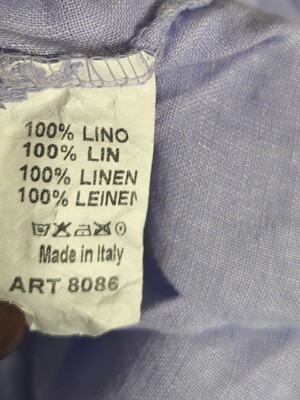 100% LINO
100% LIN
100% LINEN
100% LEINEN
Made in Italy
ART 8086